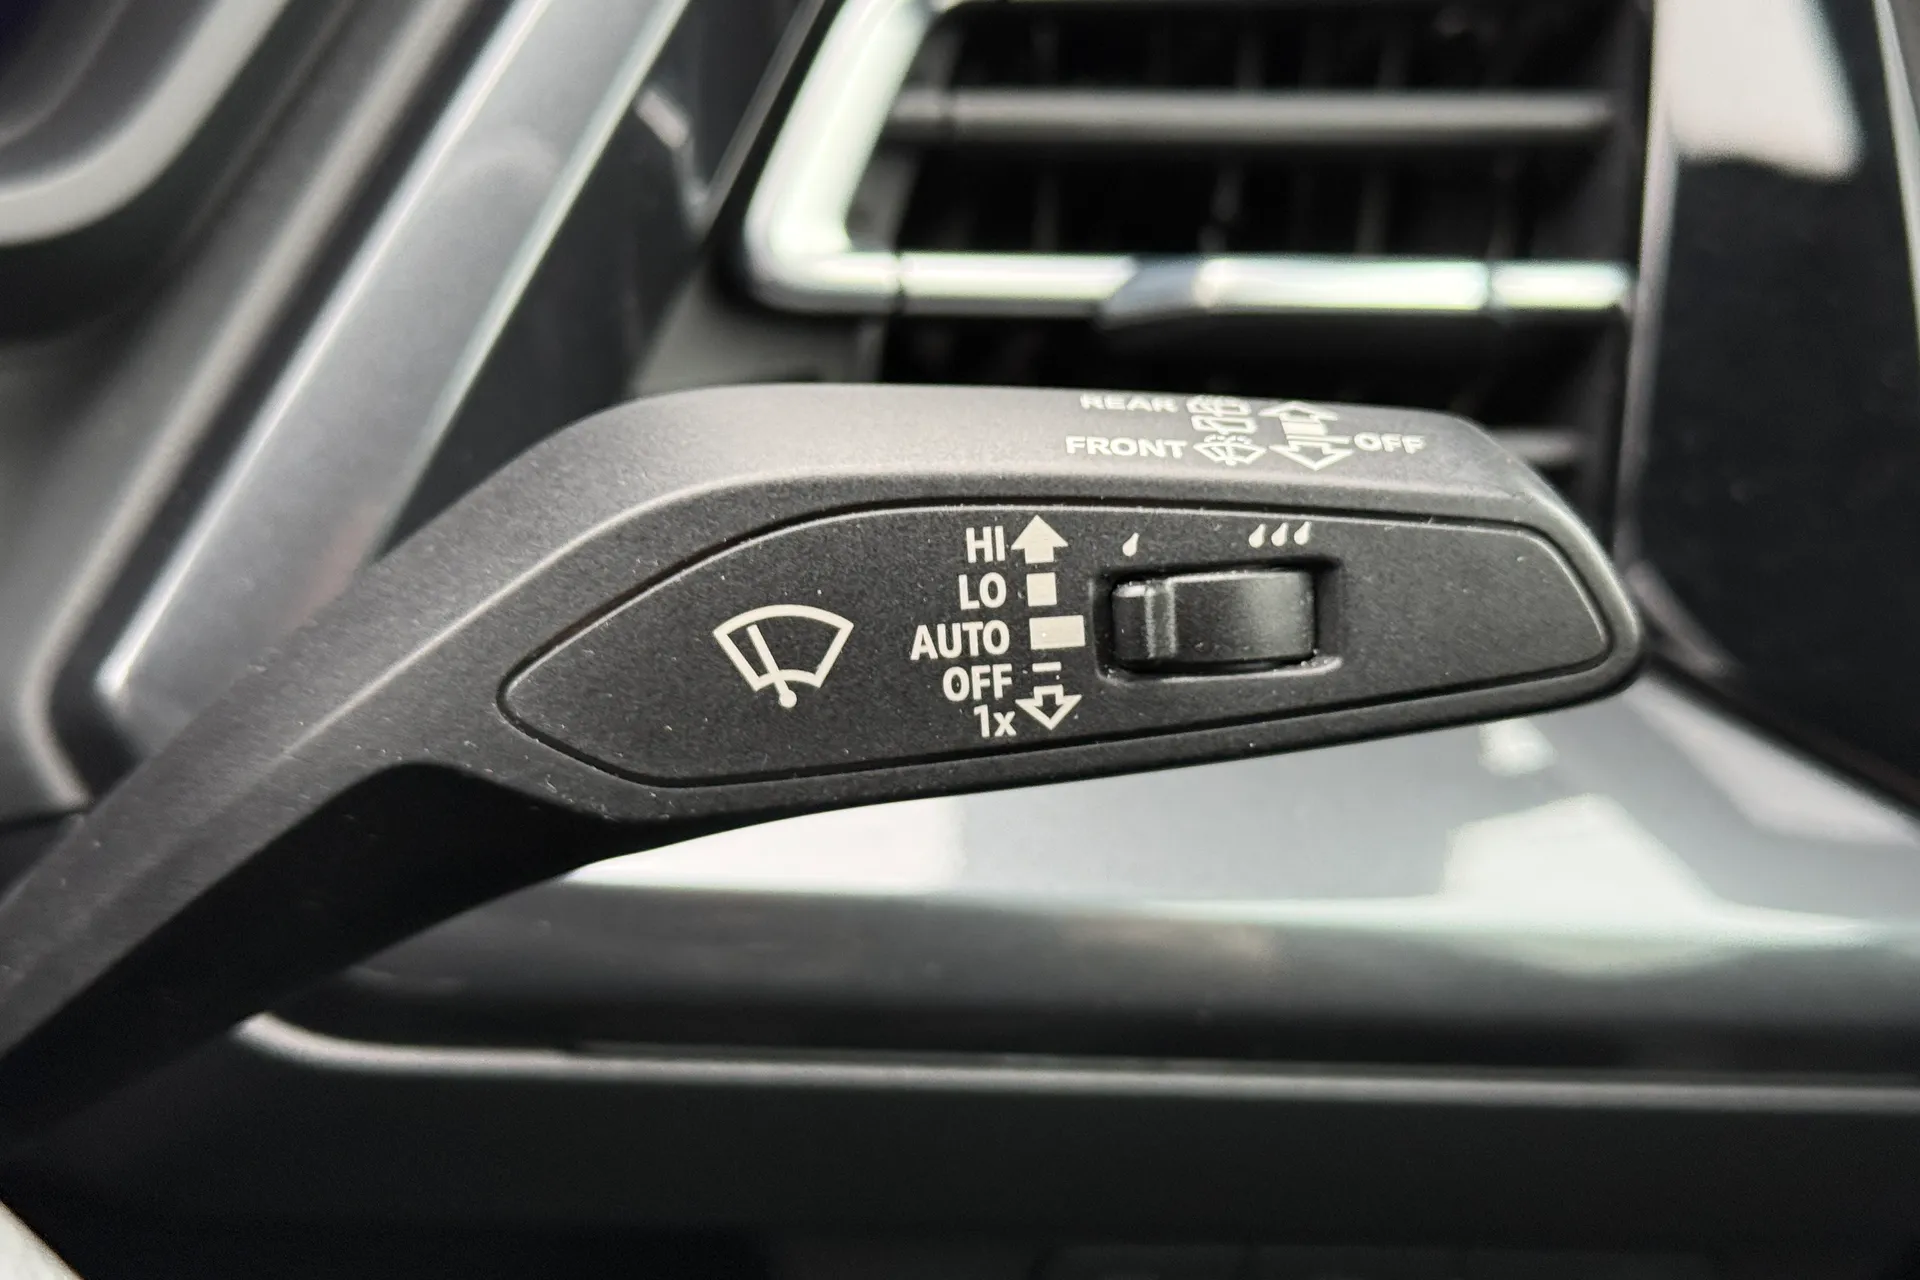 REAR
FRONT OFF
HI
LO
AUTO
OFF
1x